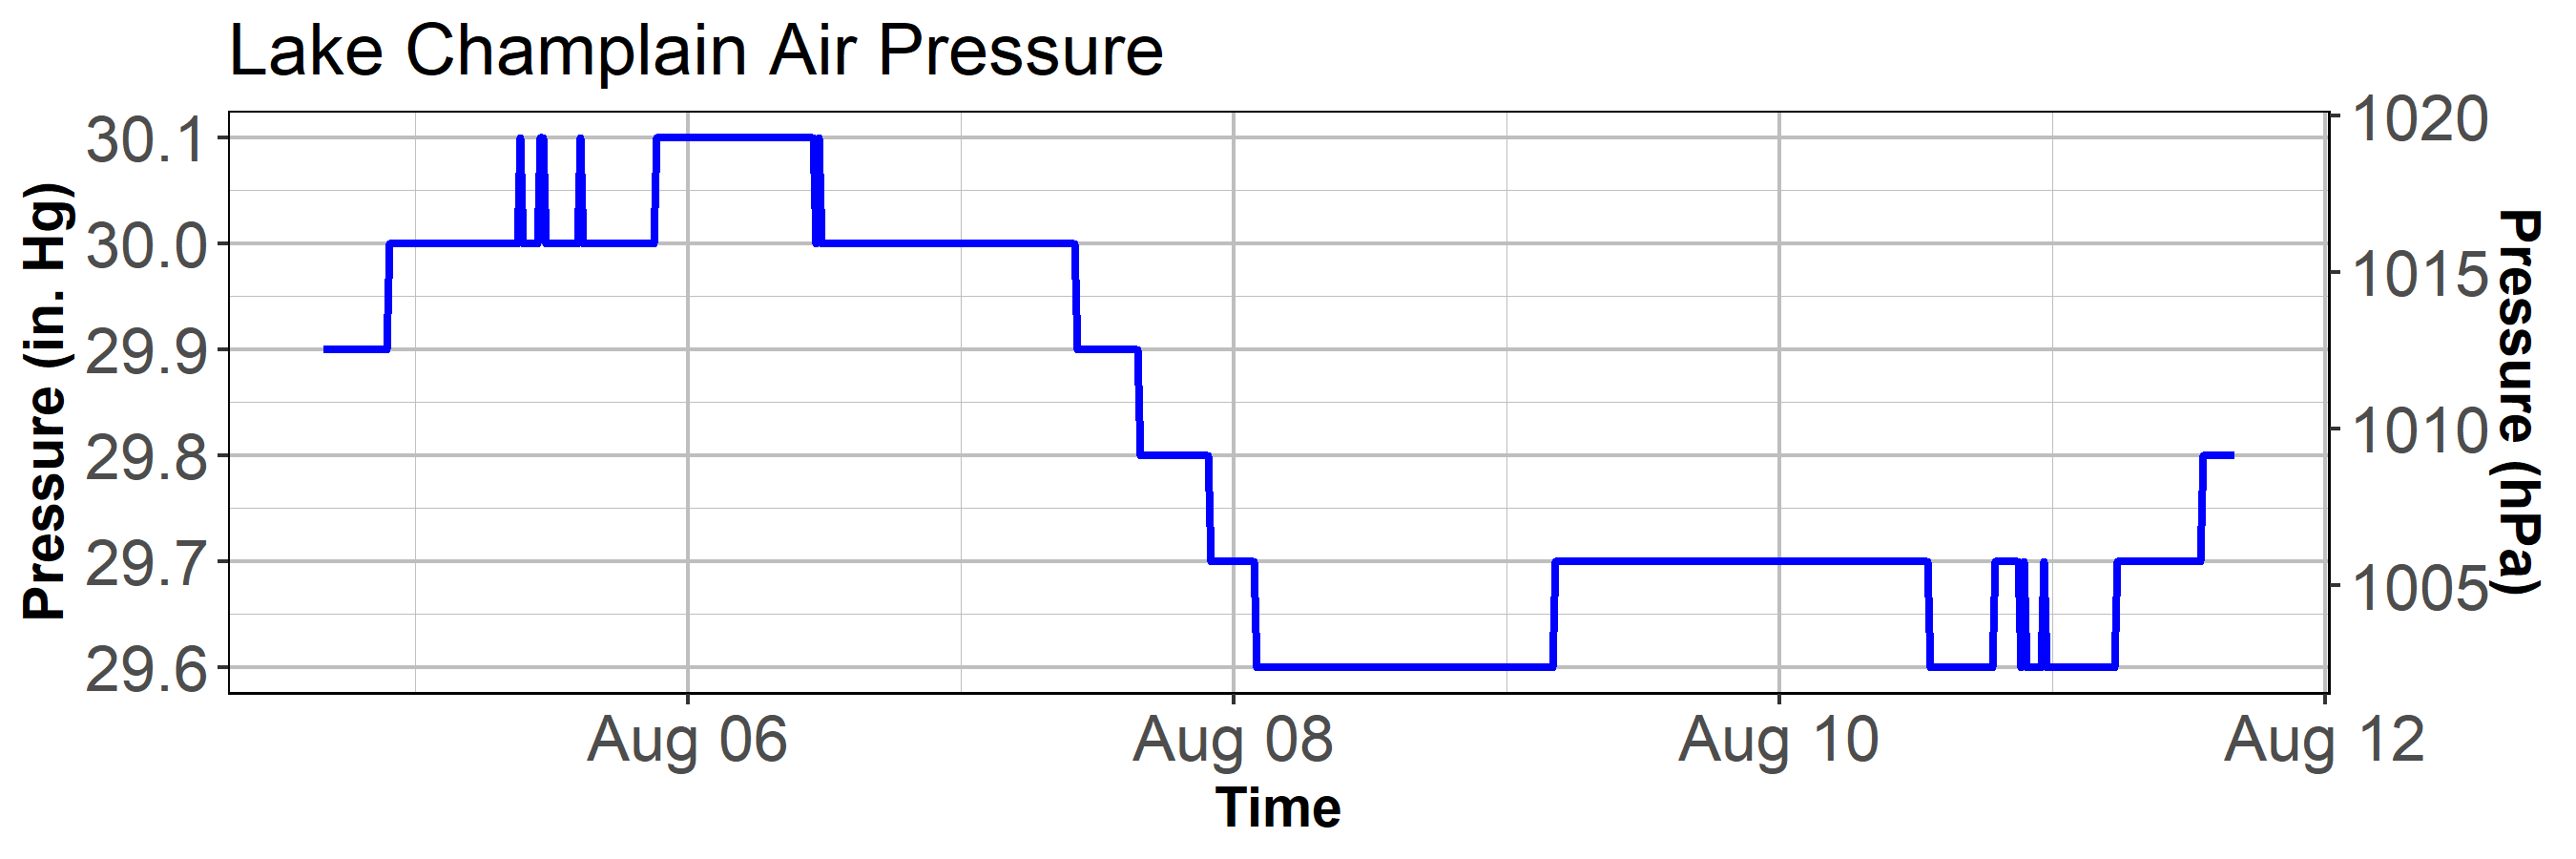 Lake Champlain Air Pressure
30.1
30.0
29.9
29.8
29.7
29.6
Pressure (in. Hg)
1020
1015
1010
1005
Pressure (hPa)
Aug 06
Aug 08
Aug 10
Aug 12
Time